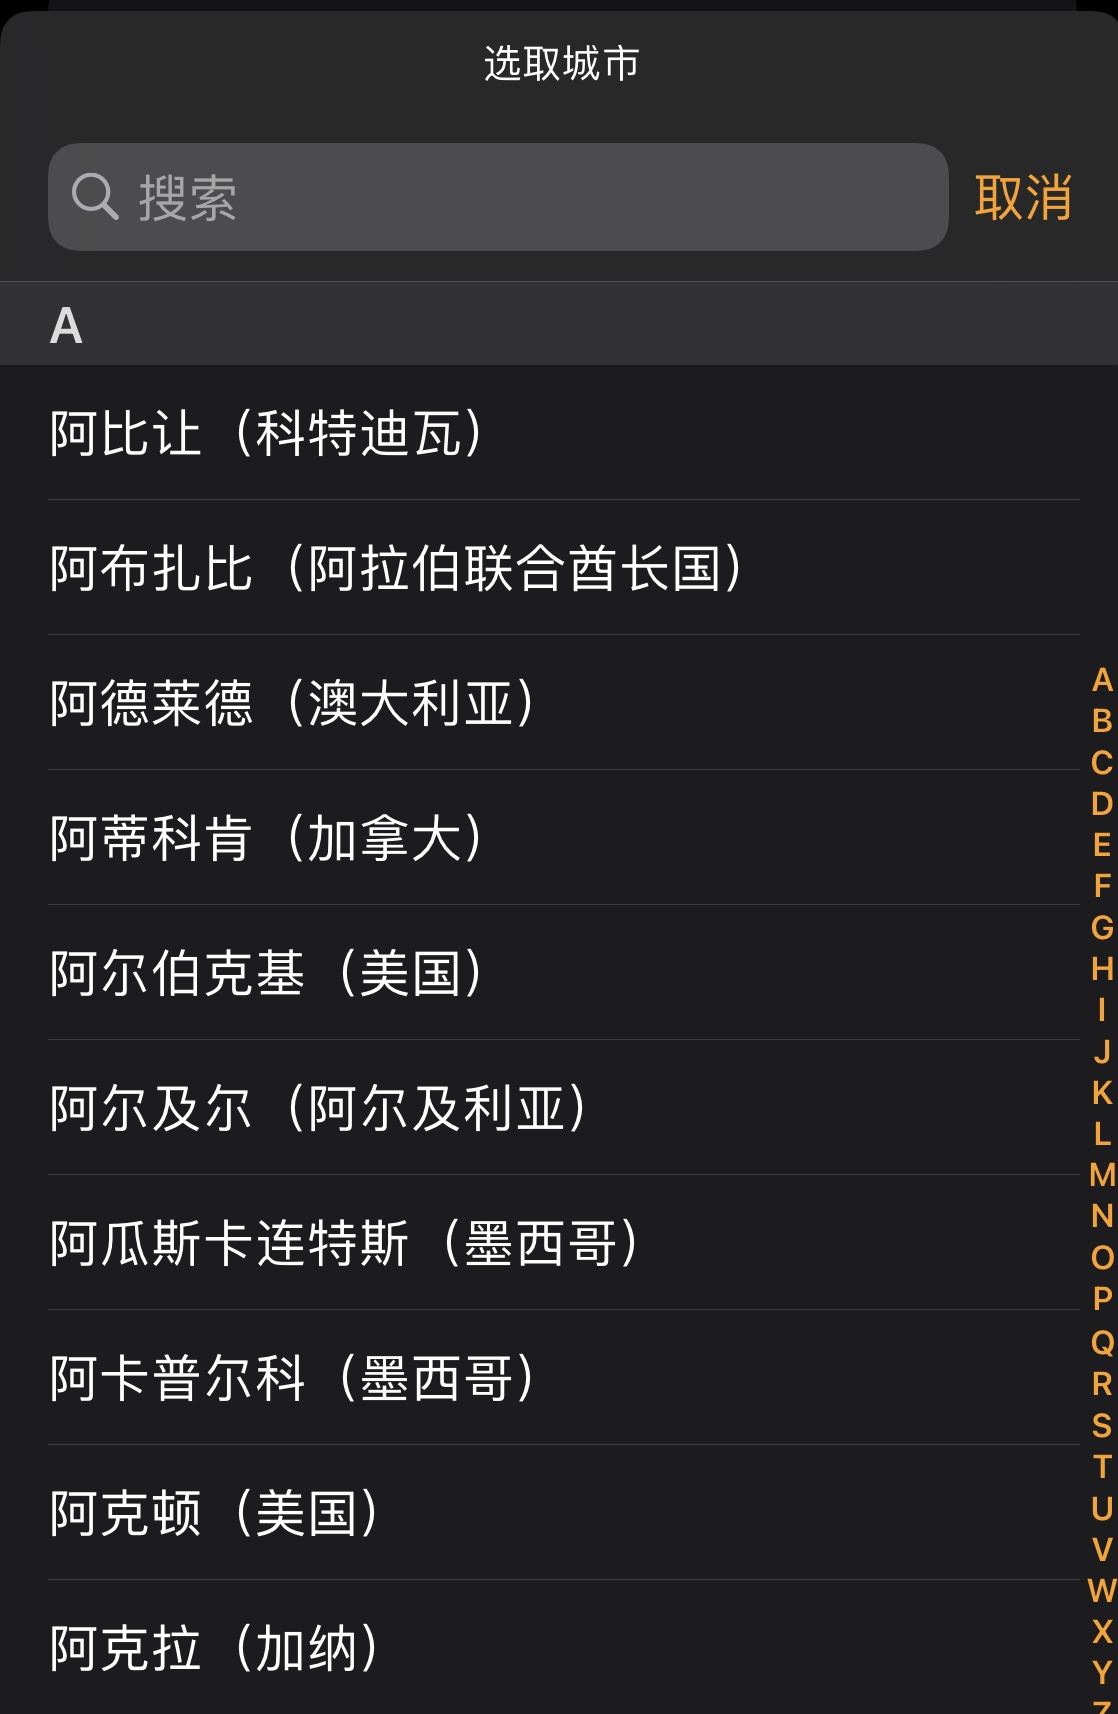 选取城市
搜索
取消
A
阿比让（科特迪瓦）
阿布扎比（阿拉伯联合酋长国）
阿德莱德（澳大利亚）
阿蒂科肯（加拿大）
阿尔伯克基（美国）
阿尔及尔（阿尔及利亚）
阿瓜斯卡连特斯（墨西哥）
阿卡普尔科（墨西哥）
阿克顿（美国）
阿克拉（加纳）
A
B
C
D
E
F
G
H
I
J
K
L
M
N
O
P
Q
R
S
T
U
V
W
X
Y
Z